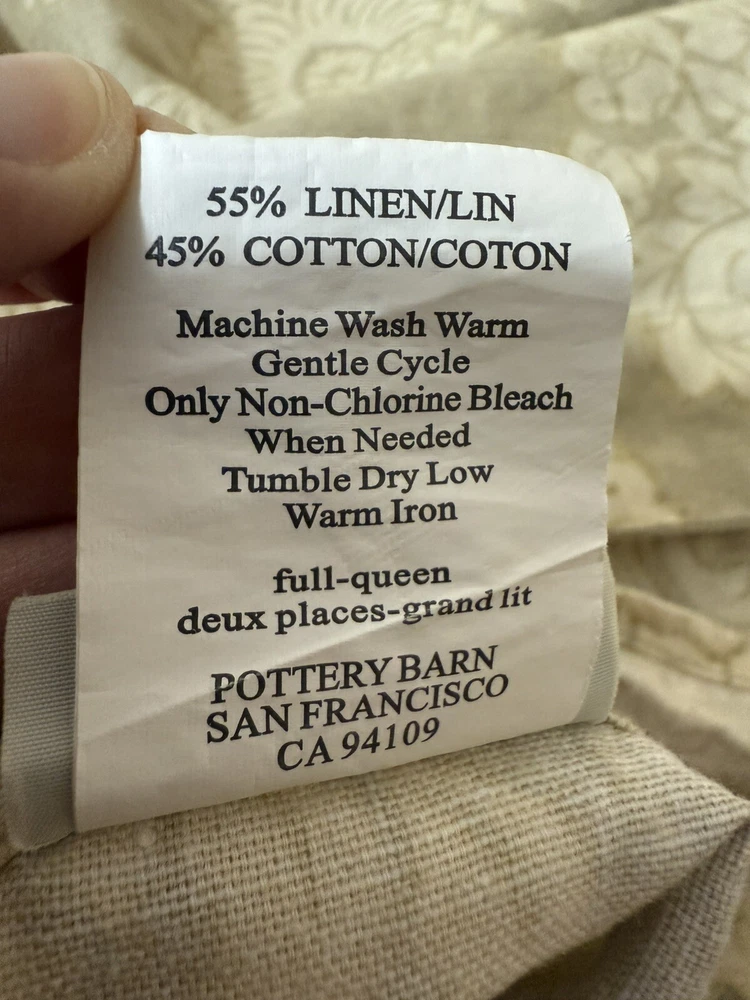 55% LINEN/LIN
45% COTTON/COTON
Machine Wash Warm
Gentle Cycle
Only Non-Chlorine Bleach
When Needed
Tumble Dry Low
Warm Iron
full-queen
deux places-grand lit
POTTERY BARN
SAN FRANCISCO
CA 94109